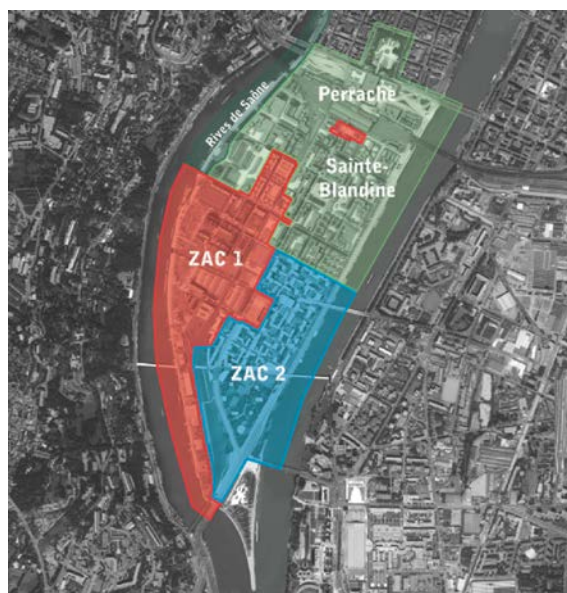 Perrache
Rives de Saône
Sainte-
Blandine
ZAC 1
ZAC 2